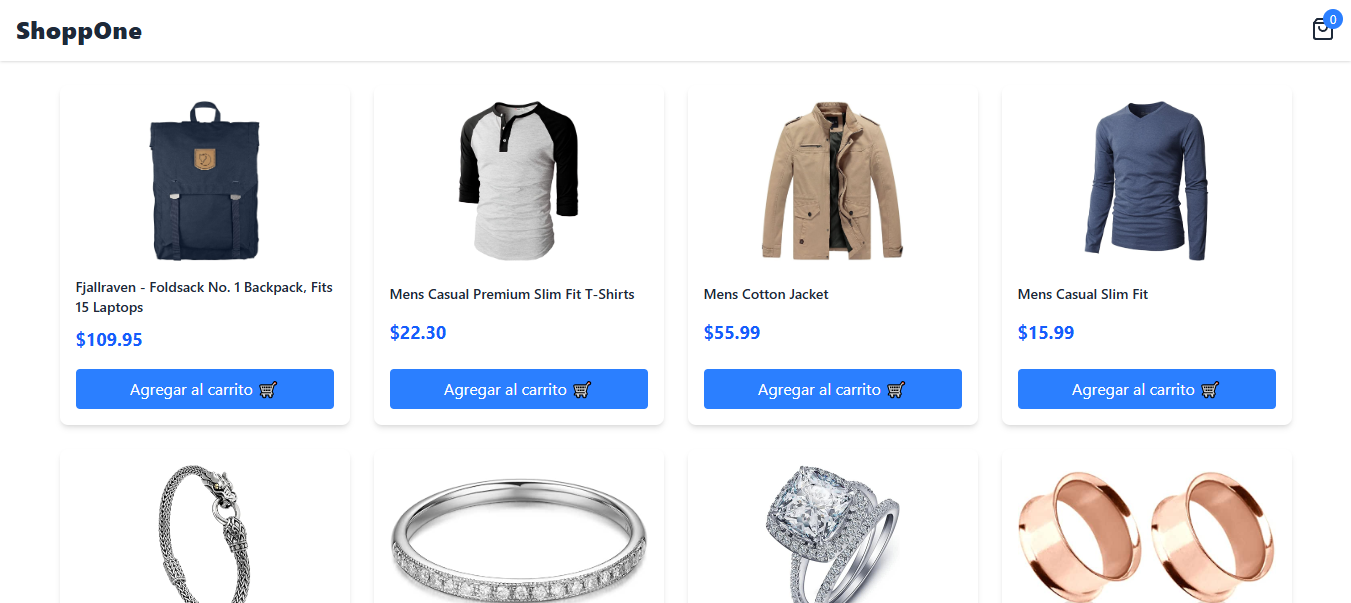 ShoppOne
0
Fjallraven - Foldsack No. 1 Backpack, Fits
15 Laptops
$109.95
Agregar al carrito
Mens Casual Premium Slim Fit T-Shirts
$22.30
Agregar al carrito
Mens Cotton Jacket
$55.99
Agregar al carrito
Mens Casual Slim Fit
$15.99
Agregar al carrito